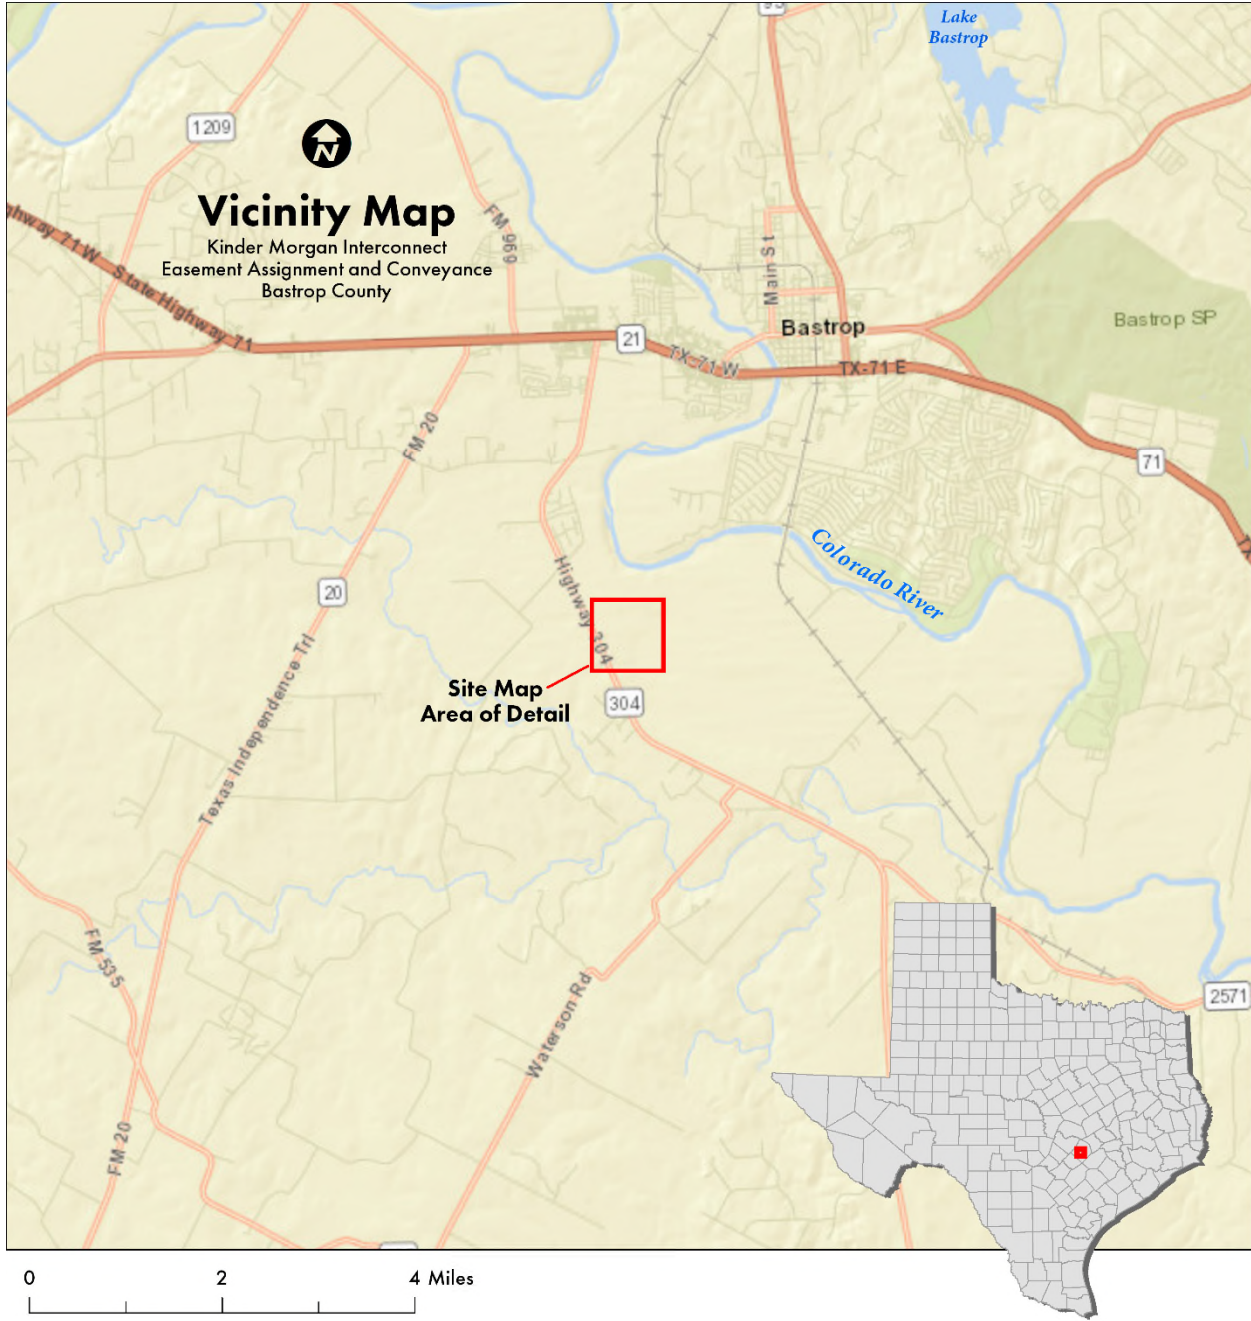 95
Lake
Bastrop
1209
N
Vicinity Map
Kinder Morgan Interconnect
Easement Assignment and Conveyance
Bastrop County
FM 969
Main St
ghway 71 W
State Highway 71
21
TX-71 W
Bastrop
TX-71 E
Bastrop SP
71
TX
FM 20
Highway 304
Colorado River
20
Site Map
Area of Detail
304
Texas Independence Trl
FM 535
Waterson Rd
2571
FM 20
0 2 4 Miles